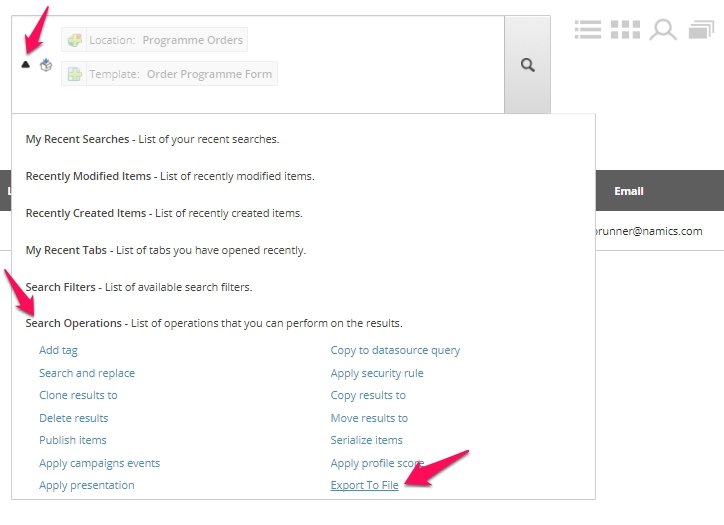 Location: Programme Orders
Template: Order Programme Form
My Recent Searches - List of your recent searches.
Recently Modified Items - List of recently modified items.
L
Email
Recently Created Items - List of recently created items.
brunner@namics.com
My Recent Tabs - List of tabs you have opened recently.
Search Filters - List of available search filters.
Search Operations - List of operations that you can perform on the results.
Add tag
Copy to datasource query
Search and replace
Apply security rule
Clone results to
Copy results to
Delete results
Move results to
Publish items
Serialize items
Apply campaigns events
Apply profile score
Apply presentation
Export To File